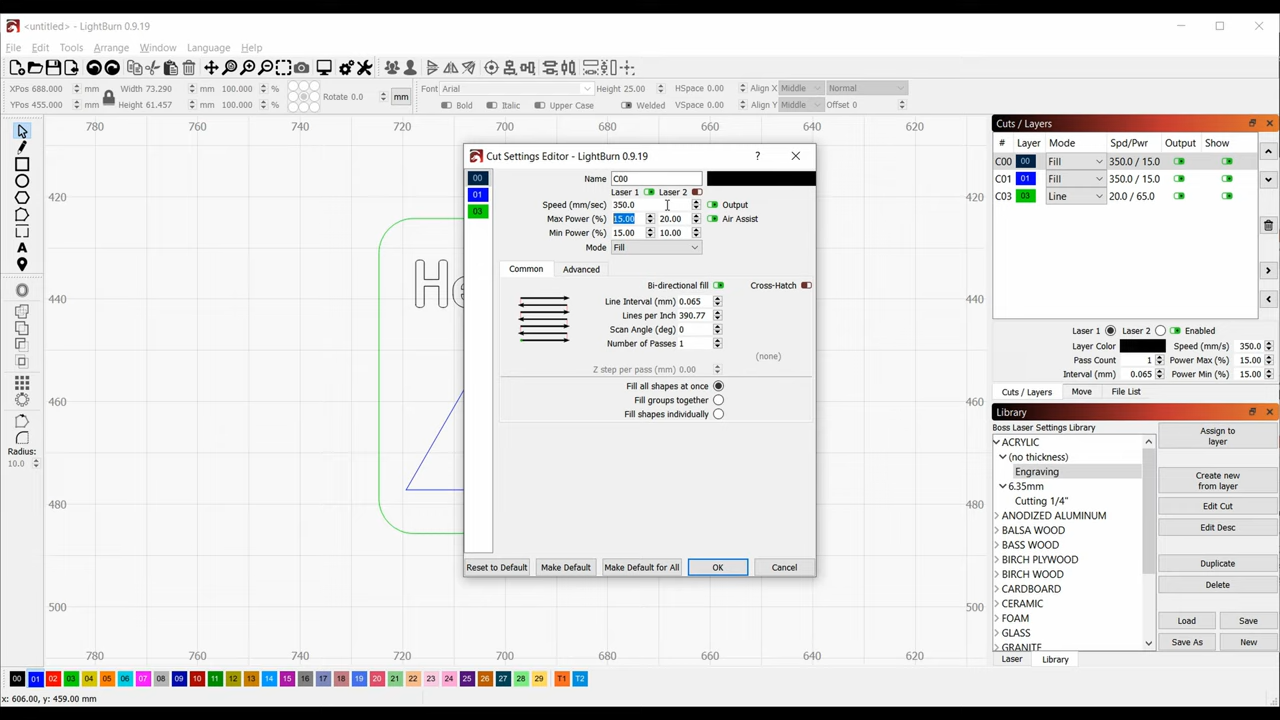 <untitled> - LightBurn 0.9.19
File Edit Tools Arrange Window Language Help
XPos 688.000 mm Width 73.290 mm 100.000 %
YPos 455.000 mm Height 61.457 mm 100.000 %
Rotate 0.0 mm
Font Arial Height 25.00 HSpace 0.00 Align X Middle Normal
Bold Italic Upper Case Welded VSpace 0.00 Align Y Middle Offset 0
780 760 740 720 700 680 660 640 620
420 420
440 440
460 460
480 480
500 500
780 760 740 720 700 680 660 640 620
Radius:
10.0
He
Cut Settings Editor - LightBurn 0.9.19 ?
00
01
03
Name C00
Laser 1 Laser 2
Speed (mm/sec) 350.0 Output
Max Power (%) 15.00 20.00 Air Assist
Min Power (%) 15.00 10.00
Mode Fill
Common Advanced
Bi-directional fill Cross-Hatch
Line Interval (mm) 0.065
Lines per Inch 390.77
Scan Angle (deg) 0
Number of Passes 1
(none)
Z step per pass (mm) 0.00
Fill all shapes at once
Fill groups together
Fill shapes individually
Reset to Default Make Default Make Default for All OK Cancel
Cuts / Layers
# Layer Mode Spd/Pwr Output Show
C00 00 Fill 350.0 / 15.0
C01 01 Fill 350.0 / 15.0
C03 03 Line 20.0 / 65.0
Laser 1 Laser 2 Enabled
Layer Color Speed (mm/s) 350.0
Pass Count 1 Power Max (%) 15.00
Interval (mm) 0.065 Power Min (%) 15.00
Cuts / Layers Move File List
Library
Boss Laser Settings Library
ACRYLIC
(no thickness)
Engraving
6.35mm
Cutting 1/4"
ANODIZED ALUMINUM
BALSA WOOD
BASS WOOD
BIRCH PLYWOOD
BIRCH WOOD
CARDBOARD
CERAMIC
FOAM
GLASS
GRANITE
Assign to
layer
Create new
from layer
Edit Cut
Edit Desc
Duplicate
Delete
Load Save
Save As New
Laser Library
00 01 02 03 04 05 06 07 08 09 10 11 12 13 14 15 16 17 18 19 20 21 22 23 24 25 26 27 28 29 T1 T2
x: 606.00, y: 459.00 mm